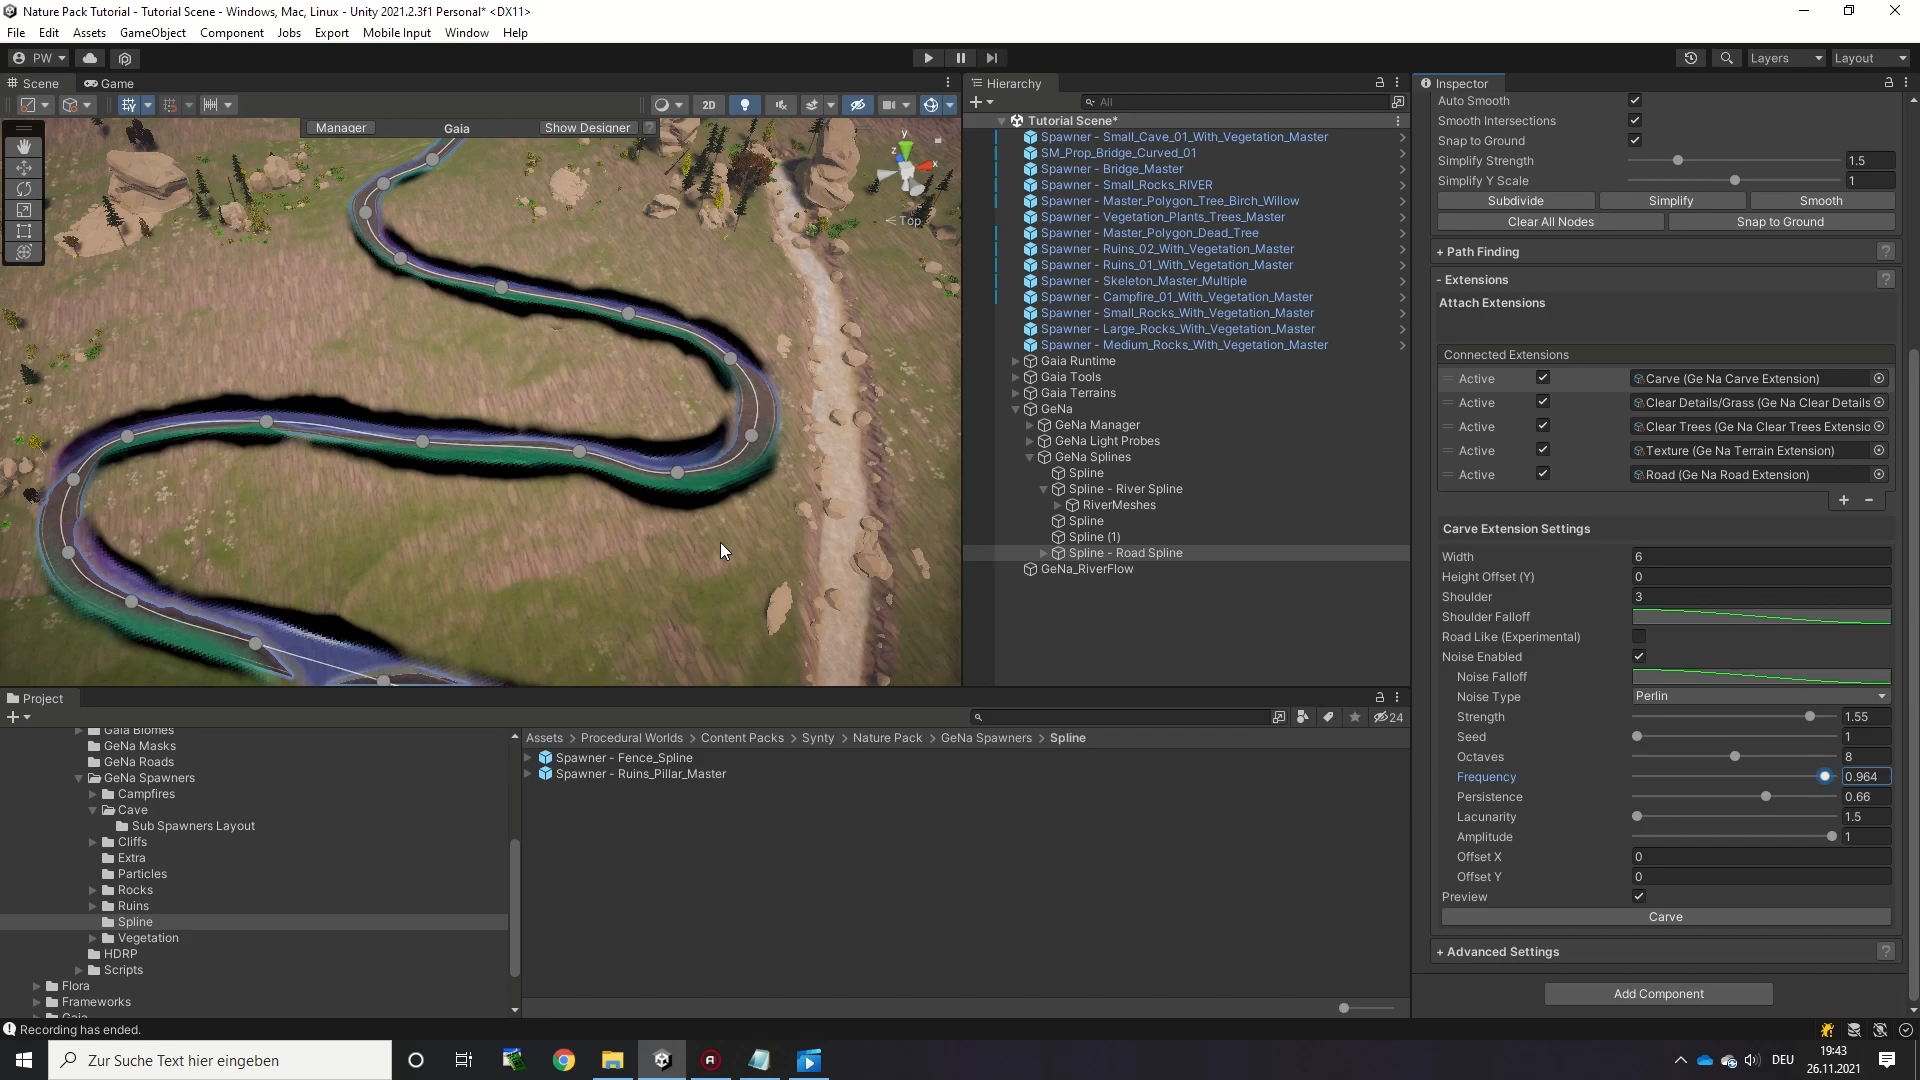 Nature Pack Tutorial - Tutorial Scene - Windows, Mac, Linux - Unity 2021.2.3f1 Personal* <DX11>
File Edit Assets GameObject Component Jobs Export Mobile Input Window Help
PW Layers Layout
Scene Game
2D
Manager Gaia Show Designer ?
y
z x
Top
Hierarchy
All
Tutorial Scene*
Spawner - Small_Cave_01_With_Vegetation_Master
SM_Prop_Bridge_Curved_01
Spawner - Bridge_Master
Spawner - Small_Rocks_RIVER
Spawner - Master_Polygon_Tree_Birch_Willow
Spawner - Vegetation_Plants_Trees_Master
Spawner - Master_Polygon_Dead_Tree
Spawner - Ruins_02_With_Vegetation_Master
Spawner - Ruins_01_With_Vegetation_Master
Spawner - Skeleton_Master_Multiple
Spawner - Campfire_01_With_Vegetation_Master
Spawner - Small_Rocks_With_Vegetation_Master
Spawner - Large_Rocks_With_Vegetation_Master
Spawner - Medium_Rocks_With_Vegetation_Master
Gaia Runtime
Gaia Tools
Gaia Terrains
GeNa
GeNa Manager
GeNa Light Probes
GeNa Splines
Spline
Spline - River Spline
RiverMeshes
Spline
Spline (1)
Spline - Road Spline
GeNa_RiverFlow
Inspector
Auto Smooth
Smooth Intersections
Snap to Ground
Simplify Strength 1.5
Simplify Y Scale 1
Subdivide Simplify Smooth
Clear All Nodes Snap to Ground
+ Path Finding ?
- Extensions ?
Attach Extensions
Connected Extensions
Active Carve (Ge Na Carve Extension)
Active Clear Details/Grass (Ge Na Clear Details
Active Clear Trees (Ge Na Clear Trees Extensio
Active Texture (Ge Na Terrain Extension)
Active Road (Ge Na Road Extension)
+ -
Carve Extension Settings
Width 6
Height Offset (Y) 0
Shoulder 3
Shoulder Falloff
Road Like (Experimental)
Noise Enabled
Noise Falloff
Noise Type Perlin
Strength 1.55
Seed 1
Octaves 8
Frequency 0.964
Persistence 0.66
Lacunarity 1.5
Amplitude 1
Offset X 0
Offset Y 0
Preview
Carve
+ Advanced Settings ?
Add Component
Project
24
Gaia Biomes
GeNa Masks
GeNa Roads
GeNa Spawners
Campfires
Cave
Sub Spawners Layout
Cliffs
Extra
Particles
Rocks
Ruins
Spline
Vegetation
HDRP
Scripts
Flora
Frameworks
Gaia
Assets > Procedural Worlds > Content Packs > Synty > Nature Pack > GeNa Spawners > Spline
Spawner - Fence_Spline
Spawner - Ruins_Pillar_Master
Recording has ended.
Zur Suche Text hier eingeben
DEU
19:43
26.11.2021